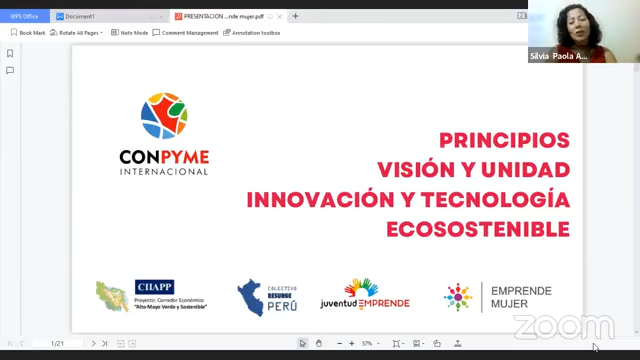 WPS Office
Document1
PRESENTACION ...nde mujer.pdf
Book Mark
Rotate All Pages
Note Mode
Comment Management
Annotation toolbox
Silvia Paola A...
CONPYME
INTERNACIONAL
PRINCIPIOS
VISIÓN Y UNIDAD
INNOVACIÓN Y TECNOLOGÍA
ECOSOSTENIBLE
CIIAPP
Proyecto: Corredor Económico
"Alto Mayo Verde y Sostenible"
COLECTIVO
RESURGE
PERÚ
juventud EMPRENDE
EMPRENDE
MUJER
zoom
1/21
57%